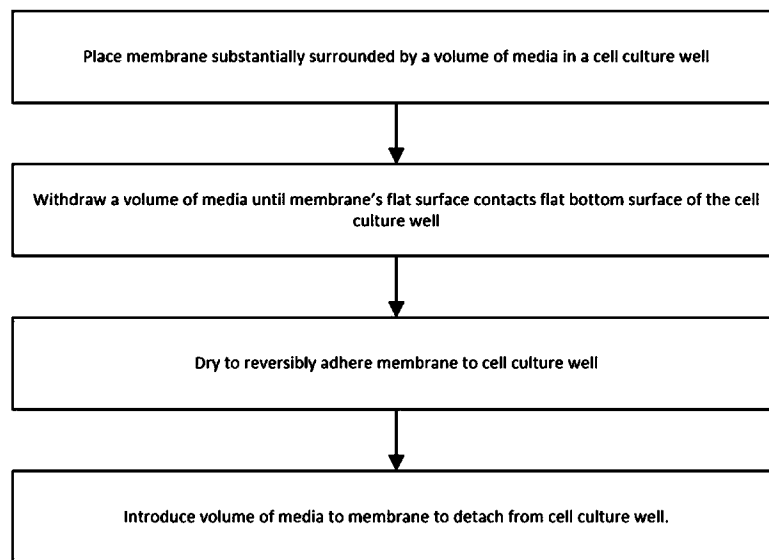 Place membrane substantially surrounded by a volume of media in a cell culture well
Withdraw a volume of media until membrane's flat surface contacts flat bottom surface of the cell
culture well
Dry to reversibly adhere membrane to cell culture well
Introduce volume of media to membrane to detach from cell culture well.